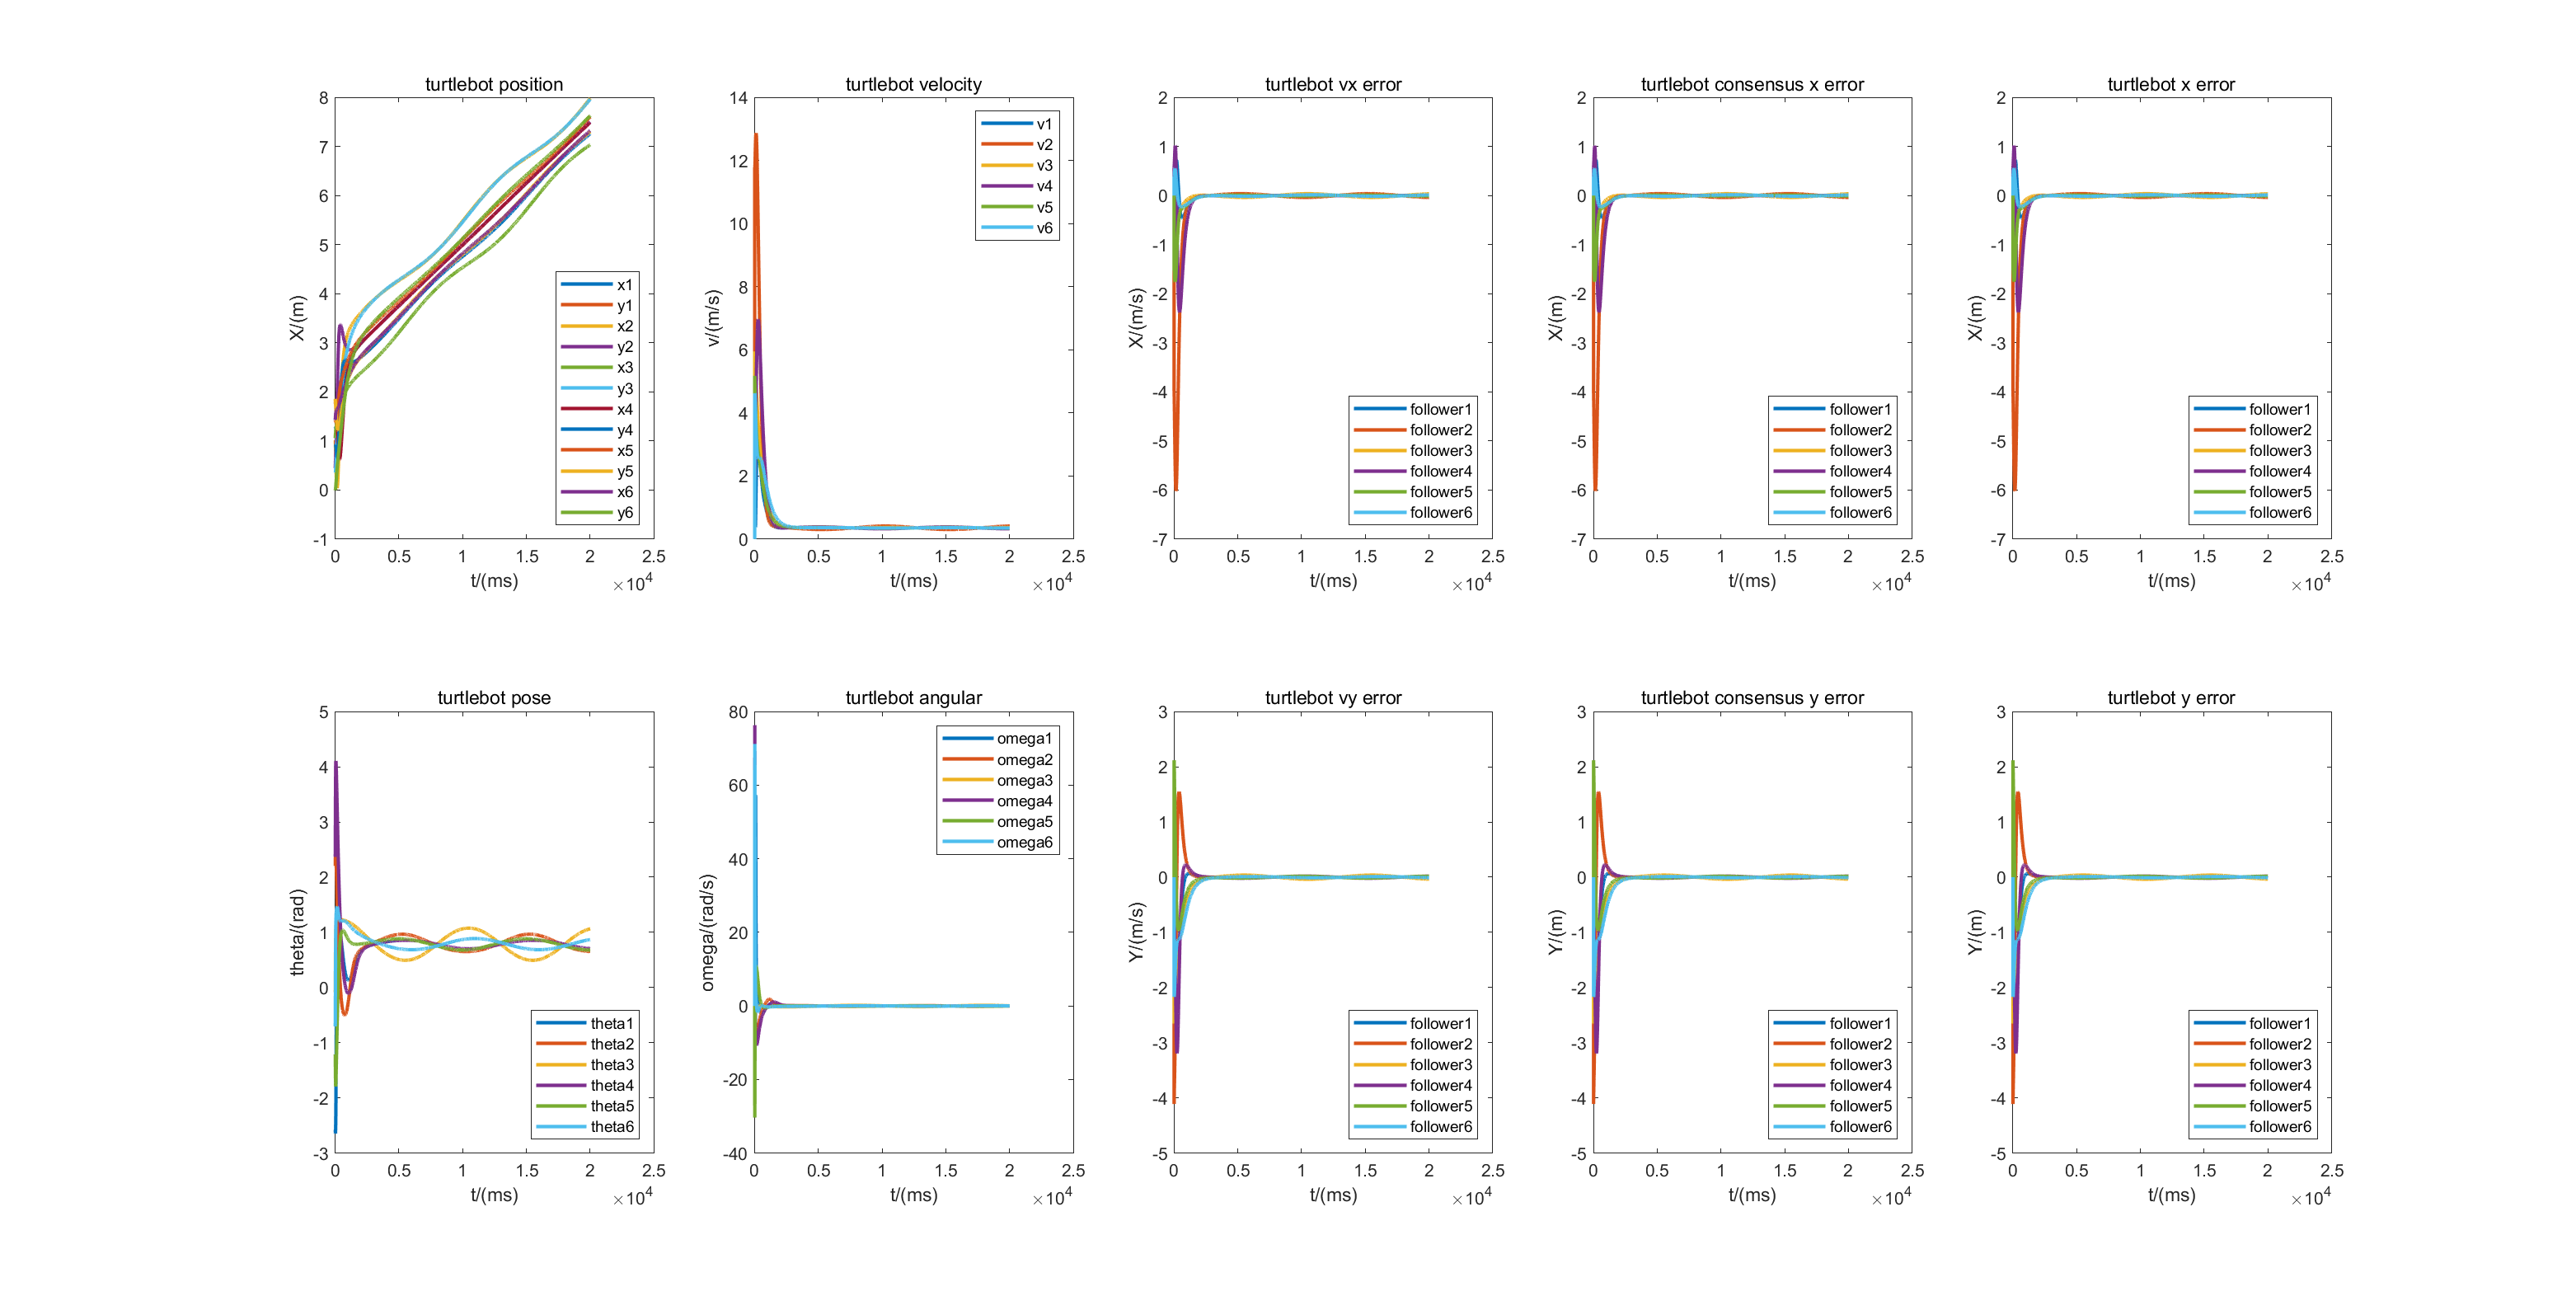 turtlebot position
8
7
6
5
4
3
2
1
0
-1
X/(m)
x1
y1
x2
y2
x3
y3
x4
y4
x5
y5
x6
y6
0 0.5 1 1.5 2 2.5
t/(ms)
×10^4
turtlebot velocity
14
12
10
8
6
4
2
0
v/(m/s)
v1
v2
v3
v4
v5
v6
0 0.5 1 1.5 2 2.5
t/(ms)
×10^4
turtlebot vx error
2
1
0
-1
-2
-3
-4
-5
-6
-7
X/(m/s)
follower1
follower2
follower3
follower4
follower5
follower6
0 0.5 1 1.5 2 2.5
t/(ms)
×10^4
turtlebot consensus x error
2
1
0
-1
-2
-3
-4
-5
-6
-7
X/(m)
follower1
follower2
follower3
follower4
follower5
follower6
0 0.5 1 1.5 2 2.5
t/(ms)
×10^4
turtlebot x error
2
1
0
-1
-2
-3
-4
-5
-6
-7
X/(m)
follower1
follower2
follower3
follower4
follower5
follower6
0 0.5 1 1.5 2 2.5
t/(ms)
×10^4
turtlebot pose
5
4
3
2
1
0
-1
-2
-3
theta/(rad)
theta1
theta2
theta3
theta4
theta5
theta6
0 0.5 1 1.5 2 2.5
t/(ms)
×10^4
turtlebot angular
80
60
40
20
0
-20
-40
omega/(rad/s)
omega1
omega2
omega3
omega4
omega5
omega6
0 0.5 1 1.5 2 2.5
t/(ms)
×10^4
turtlebot vy error
3
2
1
0
-1
-2
-3
-4
-5
Y/(m/s)
follower1
follower2
follower3
follower4
follower5
follower6
0 0.5 1 1.5 2 2.5
t/(ms)
×10^4
turtlebot consensus y error
3
2
1
0
-1
-2
-3
-4
-5
Y/(m)
follower1
follower2
follower3
follower4
follower5
follower6
0 0.5 1 1.5 2 2.5
t/(ms)
×10^4
turtlebot y error
3
2
1
0
-1
-2
-3
-4
-5
Y/(m)
follower1
follower2
follower3
follower4
follower5
follower6
0 0.5 1 1.5 2 2.5
t/(ms)
×10^4